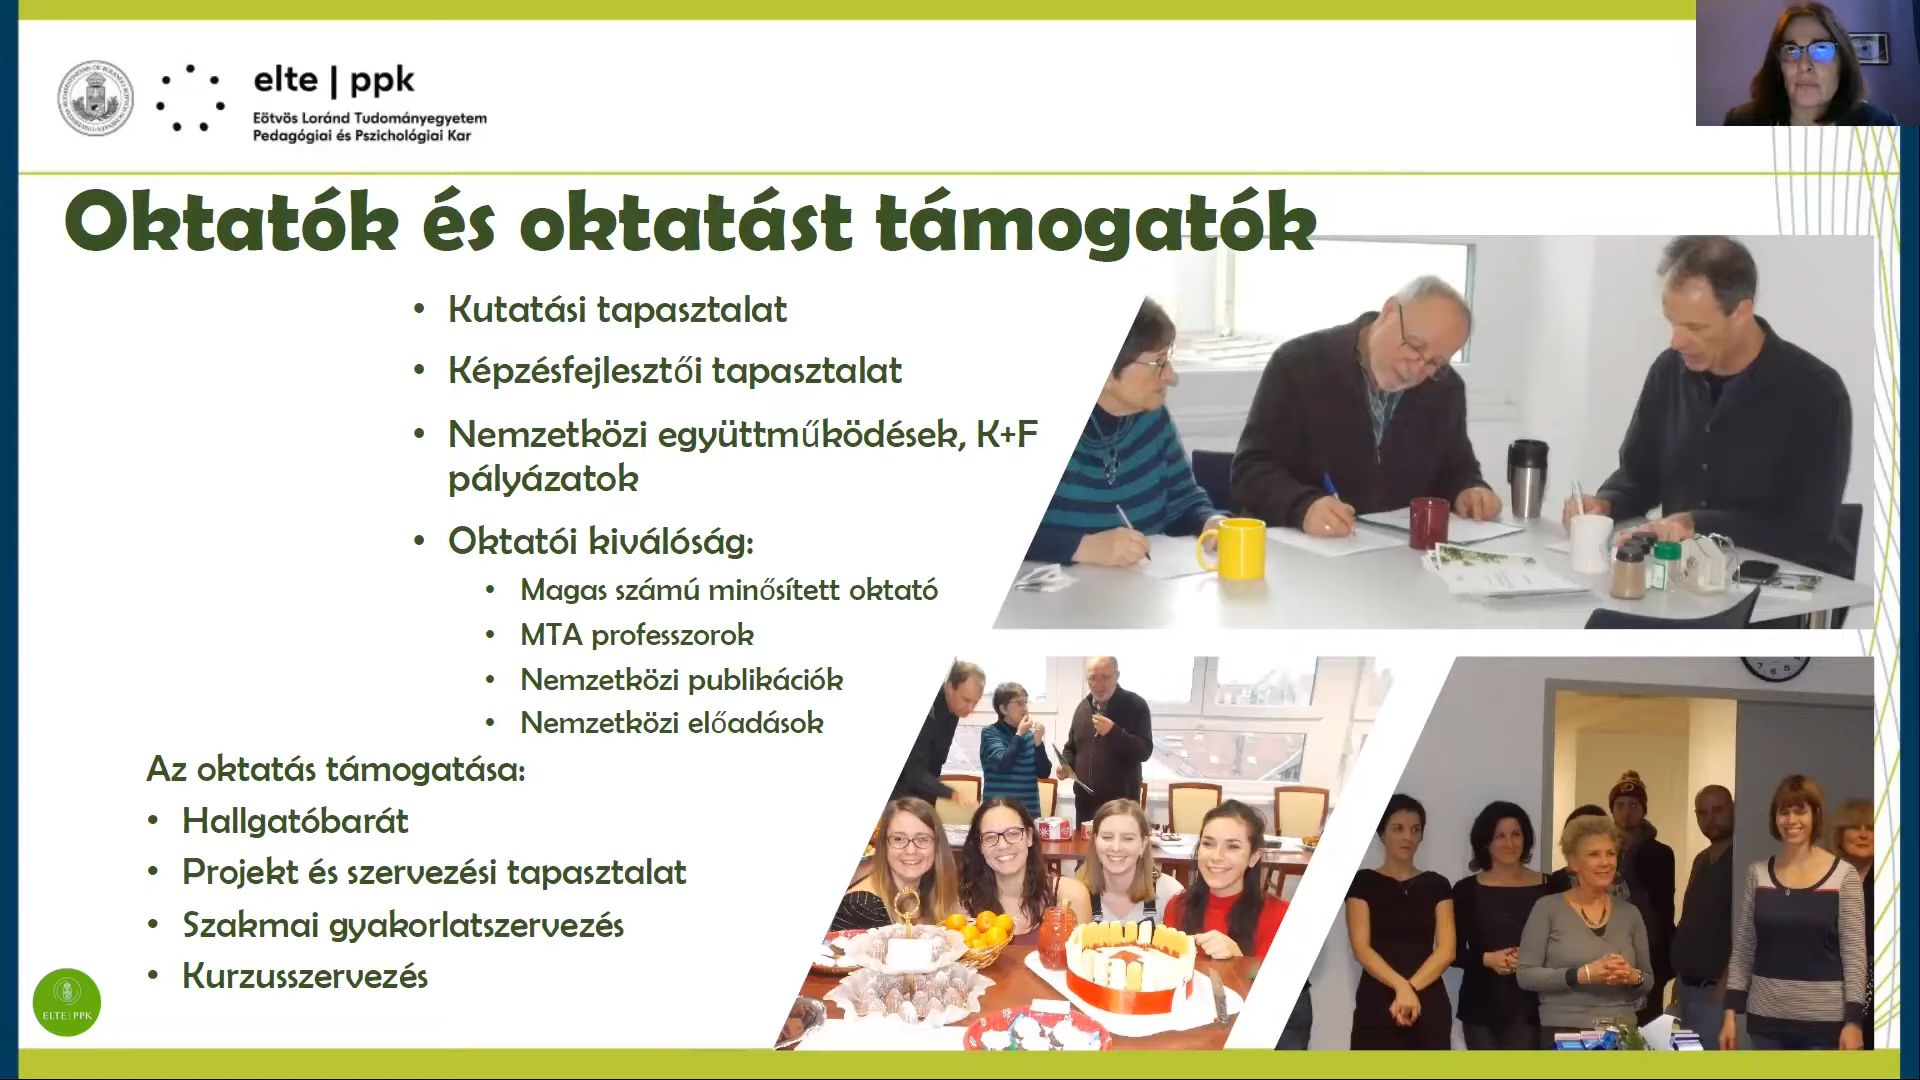 elte | ppk
Eötvös Loránd Tudományegyetem
Pedagógiai és Pszichológiai Kar
Oktatók és oktatást támogatók
• Kutatási tapasztalat
• Képzésfejlesztői tapasztalat
• Nemzetközi együttműködések, K+F
pályázatok
• Oktatói kiválóság:
• Magas számú minősített oktató
• MTA professzorok
• Nemzetközi publikációk
• Nemzetközi előadások
Az oktatás támogatása:
• Hallgatóbarát
• Projekt és szervezési tapasztalat
• Szakmai gyakorlatszervezés
• Kurzusszervezés
ELTE | PPK